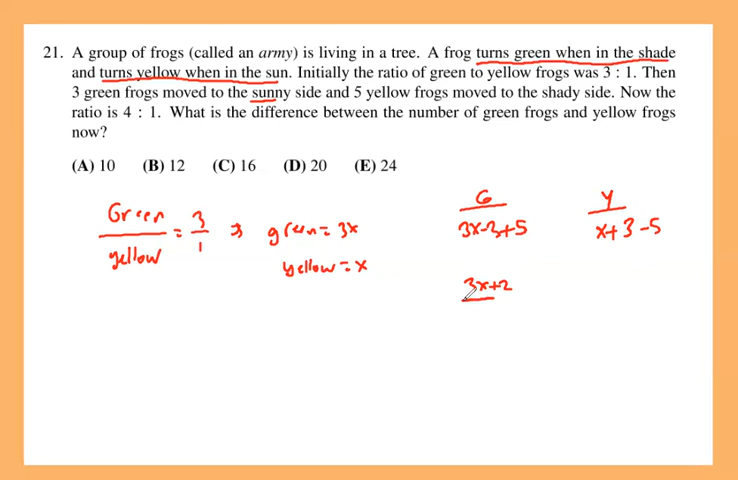 21. A group of frogs (called an army) is living in a tree. A frog turns green when in the shade
and turns yellow when in the sun. Initially the ratio of green to yellow frogs was 3 : 1. Then
3 green frogs moved to the sunny side and 5 yellow frogs moved to the shady side. Now the
ratio is 4 : 1. What is the difference between the number of green frogs and yellow frogs
now?
(A) 10 (B) 12 (C) 16 (D) 20 (E) 24
Green/yellow = 3/1 ⇒ green = 3x
yellow = x
G Y
3x-3+5 x+3-5
3x+2